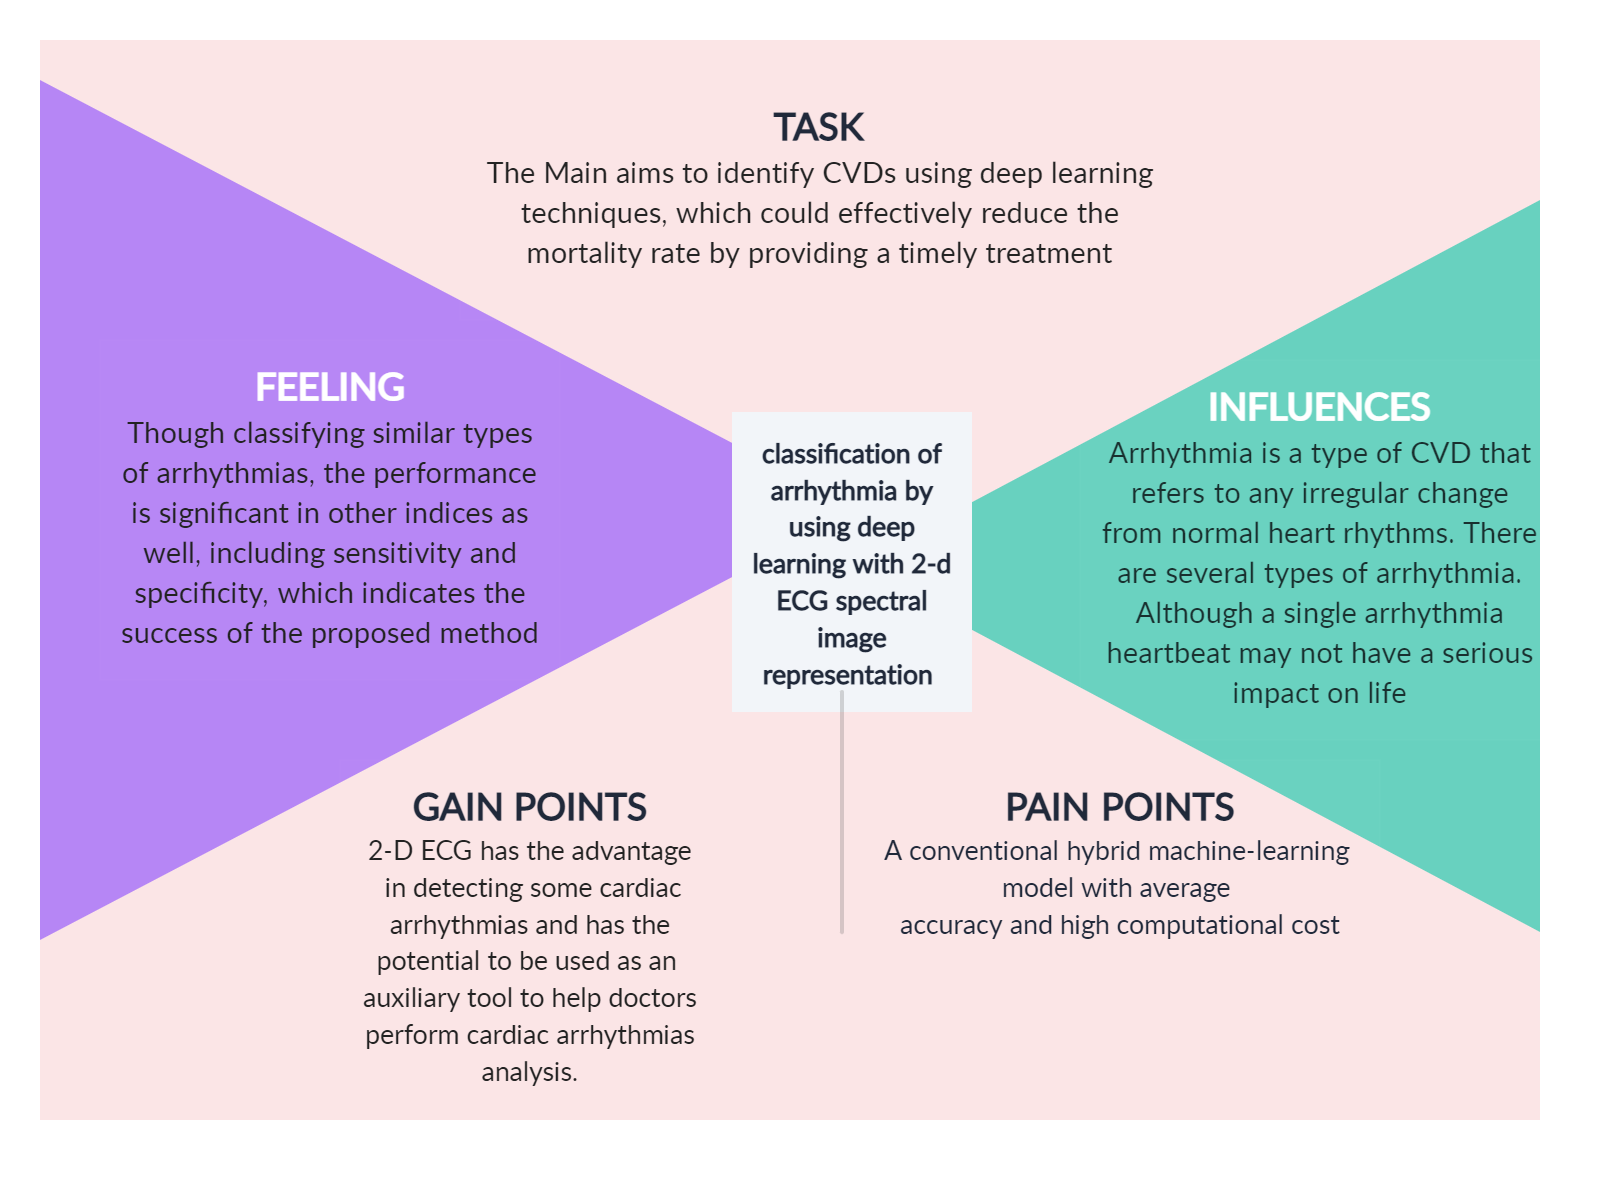 TASK
The Main aims to identify CVDs using deep learning
techniques, which could effectively reduce the
mortality rate by providing a timely treatment
FEELING
Though classifying similar types
of arrhythmias, the performance
is significant in other indices as
well, including sensitivity and
specificity, which indicates the
success of the proposed method
classification of
arrhythmia by
using deep
learning with 2-d
ECG spectral
image
representation
INFLUENCES
Arrhythmia is a type of CVD that
refers to any irregular change
from normal heart rhythms. There
are several types of arrhythmia.
Although a single arrhythmia
heartbeat may not have a serious
impact on life
GAIN POINTS
2-D ECG has the advantage
in detecting some cardiac
arrhythmias and has the
potential to be used as an
auxiliary tool to help doctors
perform cardiac arrhythmias
analysis.
PAIN POINTS
A conventional hybrid machine-learning
model with average
accuracy and high computational cost